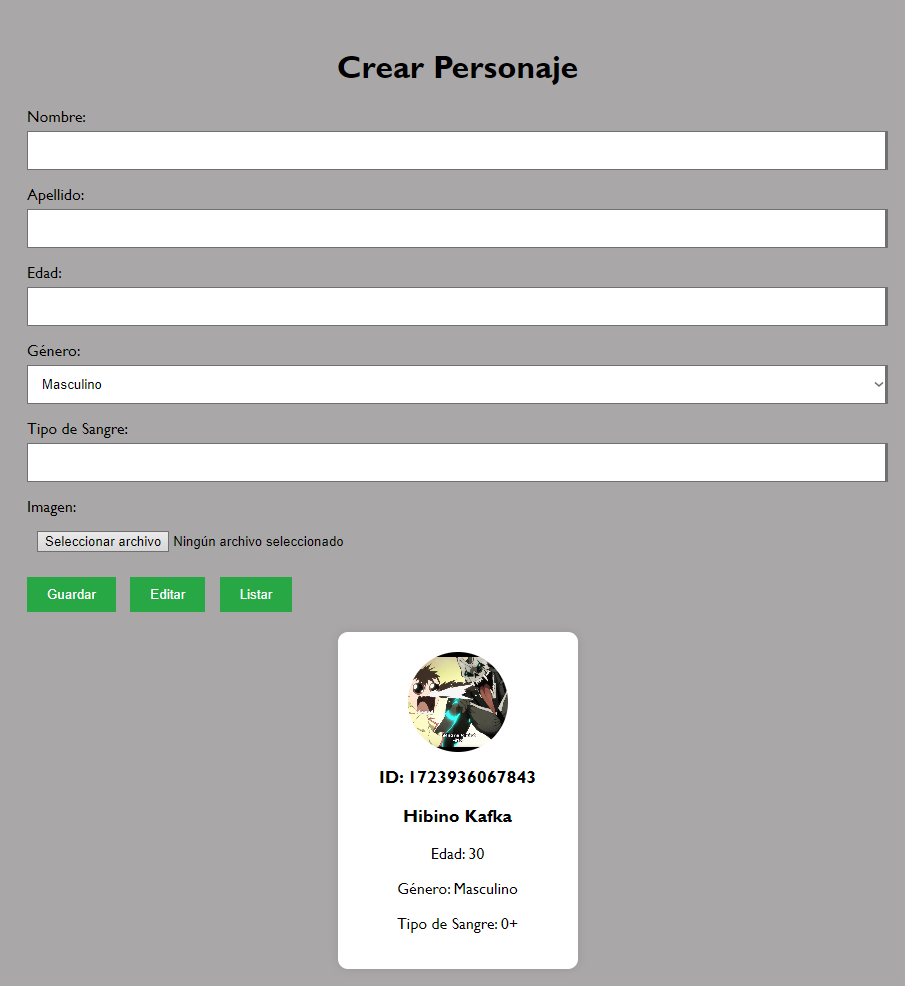 Crear Personaje
Nombre:
Apellido:
Edad:
Género:
Masculino
Tipo de Sangre:
Imagen:
Seleccionar archivo Ningún archivo seleccionado
Guardar Editar Listar
ID: 1723936067843
Hibino Kafka
Edad: 30
Género: Masculino
Tipo de Sangre: 0+